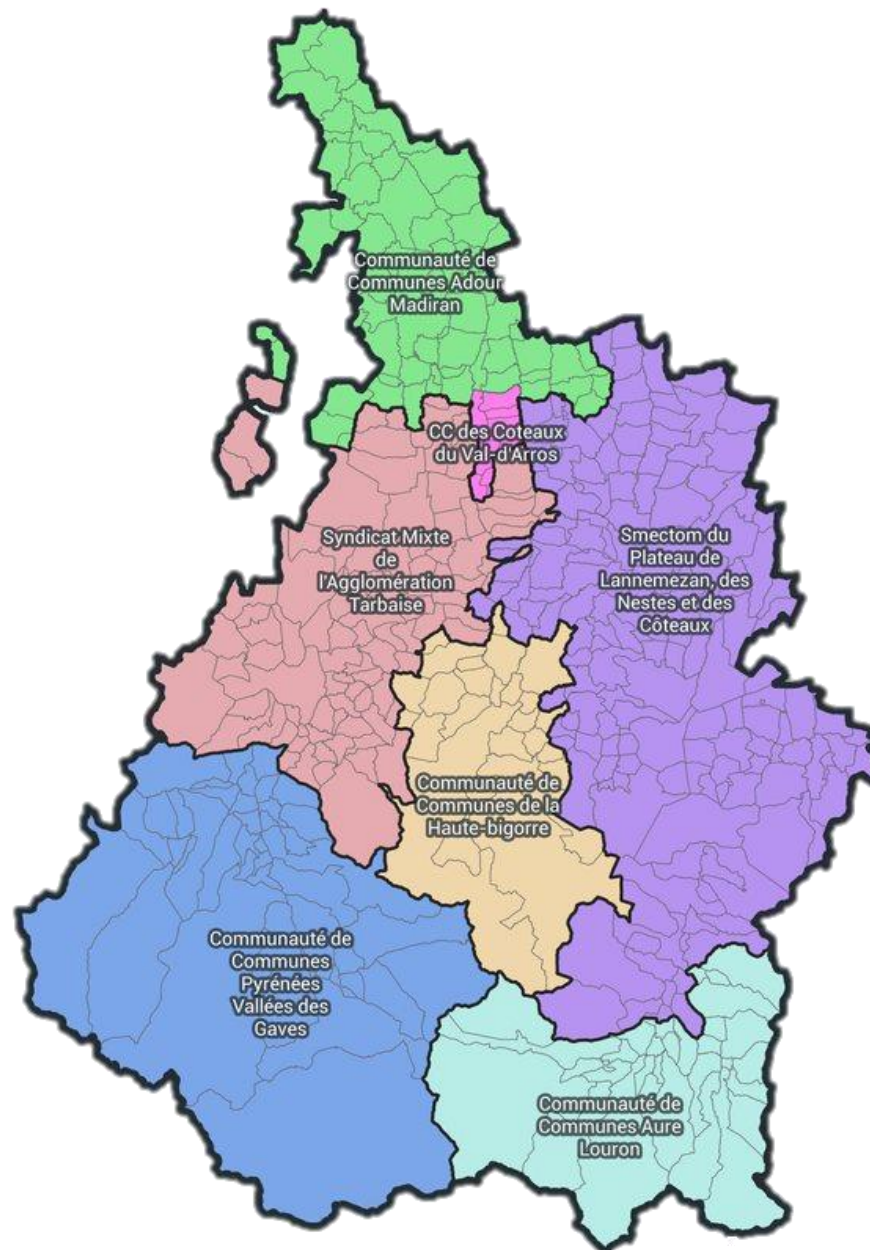 Communauté de
Communes Adour
Madiran
CC des Coteaux
du Val-d'Arros
Syndicat Mixte
de
l'Agglomération
Tarbaise
Smectom du
Plateau de
Lannemezan, des
Nestes et des
Côteaux
Communauté de
Communes de la
Haute-bigorre
Communauté de
Communes
Pyrénées
Vallées des
Gaves
Communauté de
Communes Aure
Louron